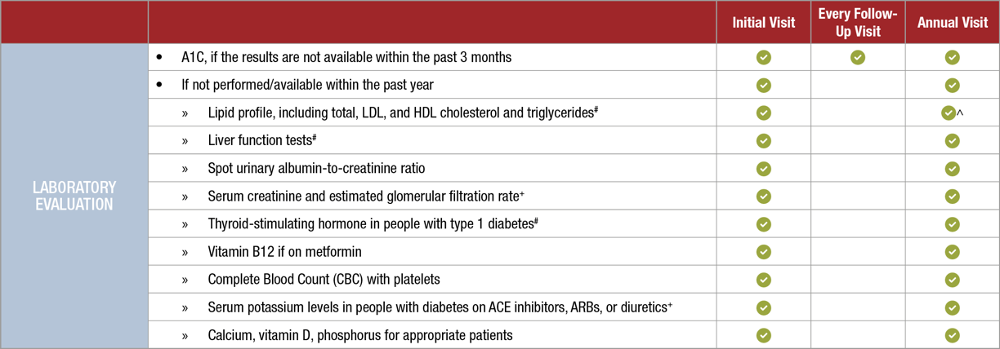 Initial Visit
Every Follow-
Up Visit
Annual Visit
LABORATORY
EVALUATION
• A1C, if the results are not available within the past 3 months
• If not performed/available within the past year
» Lipid profile, including total, LDL, and HDL cholesterol and triglycerides#
^
» Liver function tests#
» Spot urinary albumin-to-creatinine ratio
» Serum creatinine and estimated glomerular filtration rate+
» Thyroid-stimulating hormone in people with type 1 diabetes#
» Vitamin B12 if on metformin
» Complete Blood Count (CBC) with platelets
» Serum potassium levels in people with diabetes on ACE inhibitors, ARBs, or diuretics+
» Calcium, vitamin D, phosphorus for appropriate patients